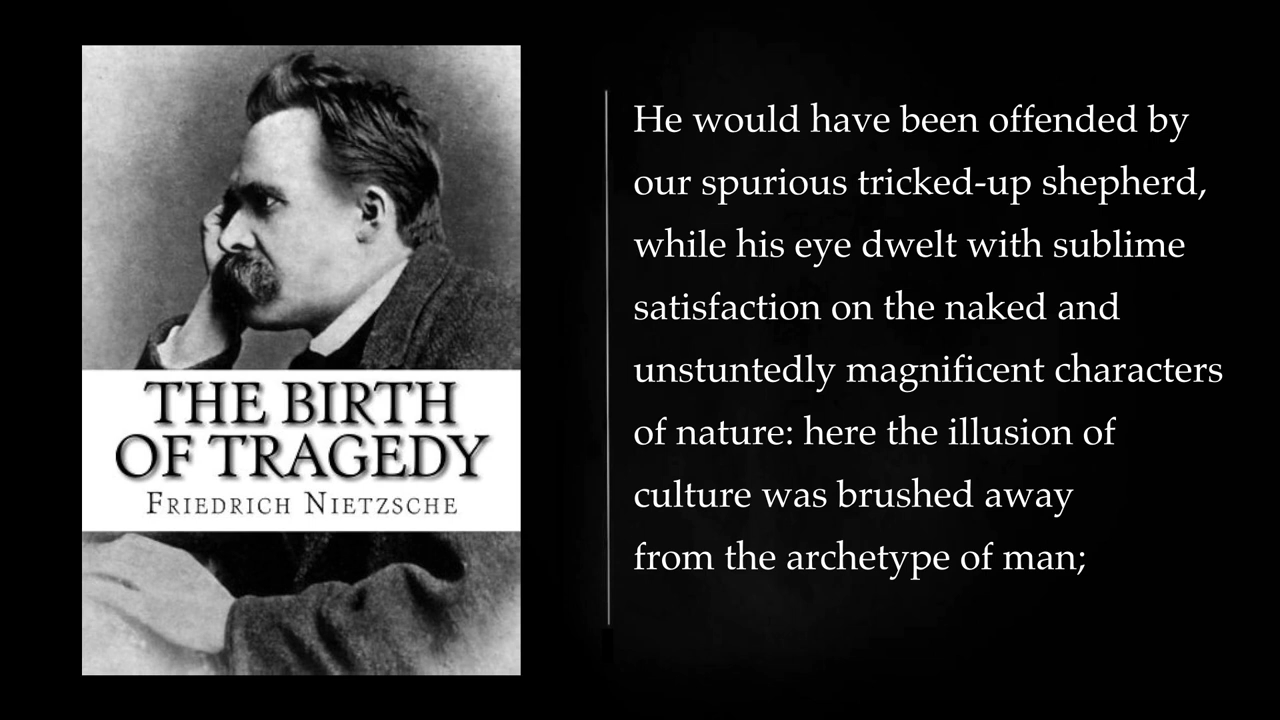 THE BIRTH
OF TRAGEDY
FRIEDRICH NIETZSCHE
He would have been offended by
our spurious tricked-up shepherd,
while his eye dwelt with sublime
satisfaction on the naked and
unstuntedly magnificent characters
of nature: here the illusion of
culture was brushed away
from the archetype of man;